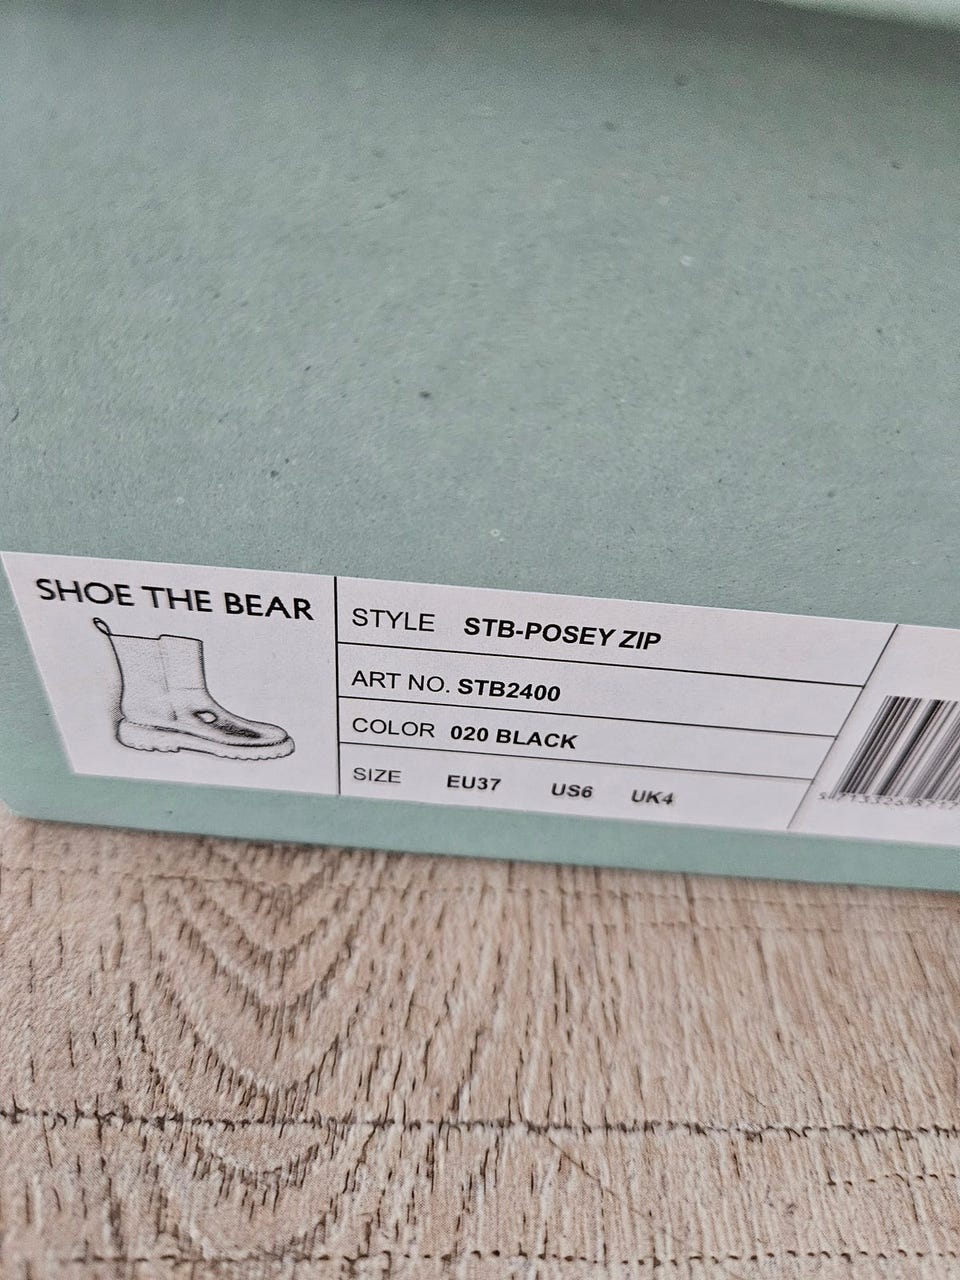 SHOE THE BEAR
STYLE STB-POSEY ZIP
ART NO. STB2400
COLOR 020 BLACK
SIZE EU37 US6 UK4